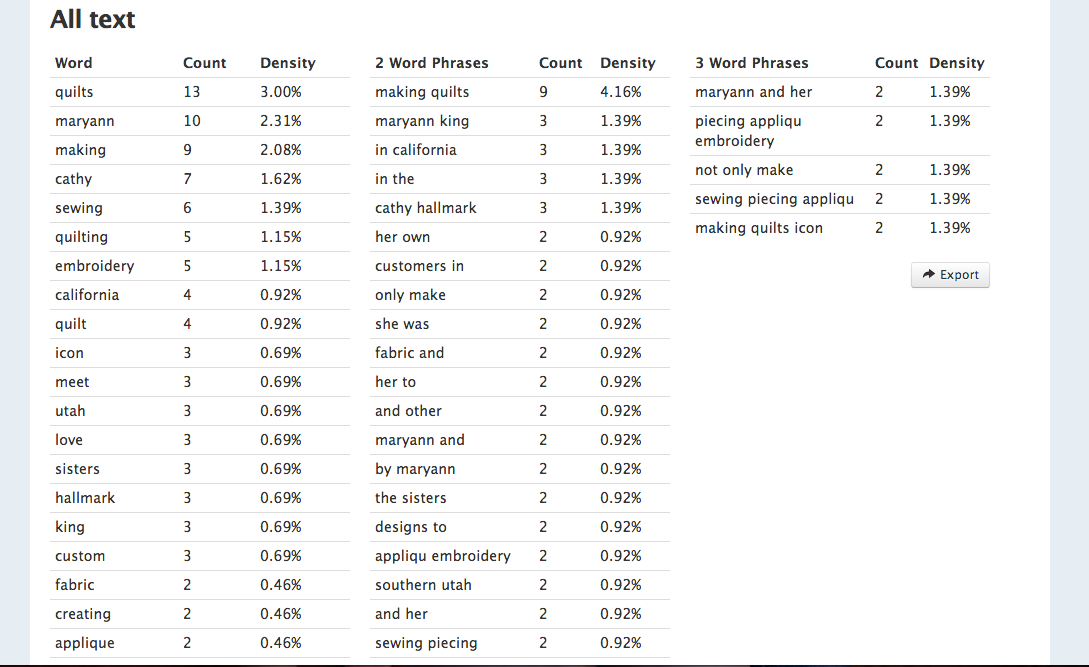 All text
Word Count Density
quilts 13 3.00%
maryann 10 2.31%
making 9 2.08%
cathy 7 1.62%
sewing 6 1.39%
quilting 5 1.15%
embroidery 5 1.15%
california 4 0.92%
quilt 4 0.92%
icon 3 0.69%
meet 3 0.69%
utah 3 0.69%
love 3 0.69%
sisters 3 0.69%
hallmark 3 0.69%
king 3 0.69%
custom 3 0.69%
fabric 2 0.46%
creating 2 0.46%
applique 2 0.46%
2 Word Phrases Count Density
making quilts 9 4.16%
maryann king 3 1.39%
in california 3 1.39%
in the 3 1.39%
cathy hallmark 3 1.39%
her own 2 0.92%
customers in 2 0.92%
only make 2 0.92%
she was 2 0.92%
fabric and 2 0.92%
her to 2 0.92%
and other 2 0.92%
maryann and 2 0.92%
by maryann 2 0.92%
the sisters 2 0.92%
designs to 2 0.92%
appliqu embroidery 2 0.92%
southern utah 2 0.92%
and her 2 0.92%
sewing piecing 2 0.92%
3 Word Phrases Count Density
maryann and her 2 1.39%
piecing appliqu 2 1.39%
embroidery
not only make 2 1.39%
sewing piecing appliqu 2 1.39%
making quilts icon 2 1.39%
Export